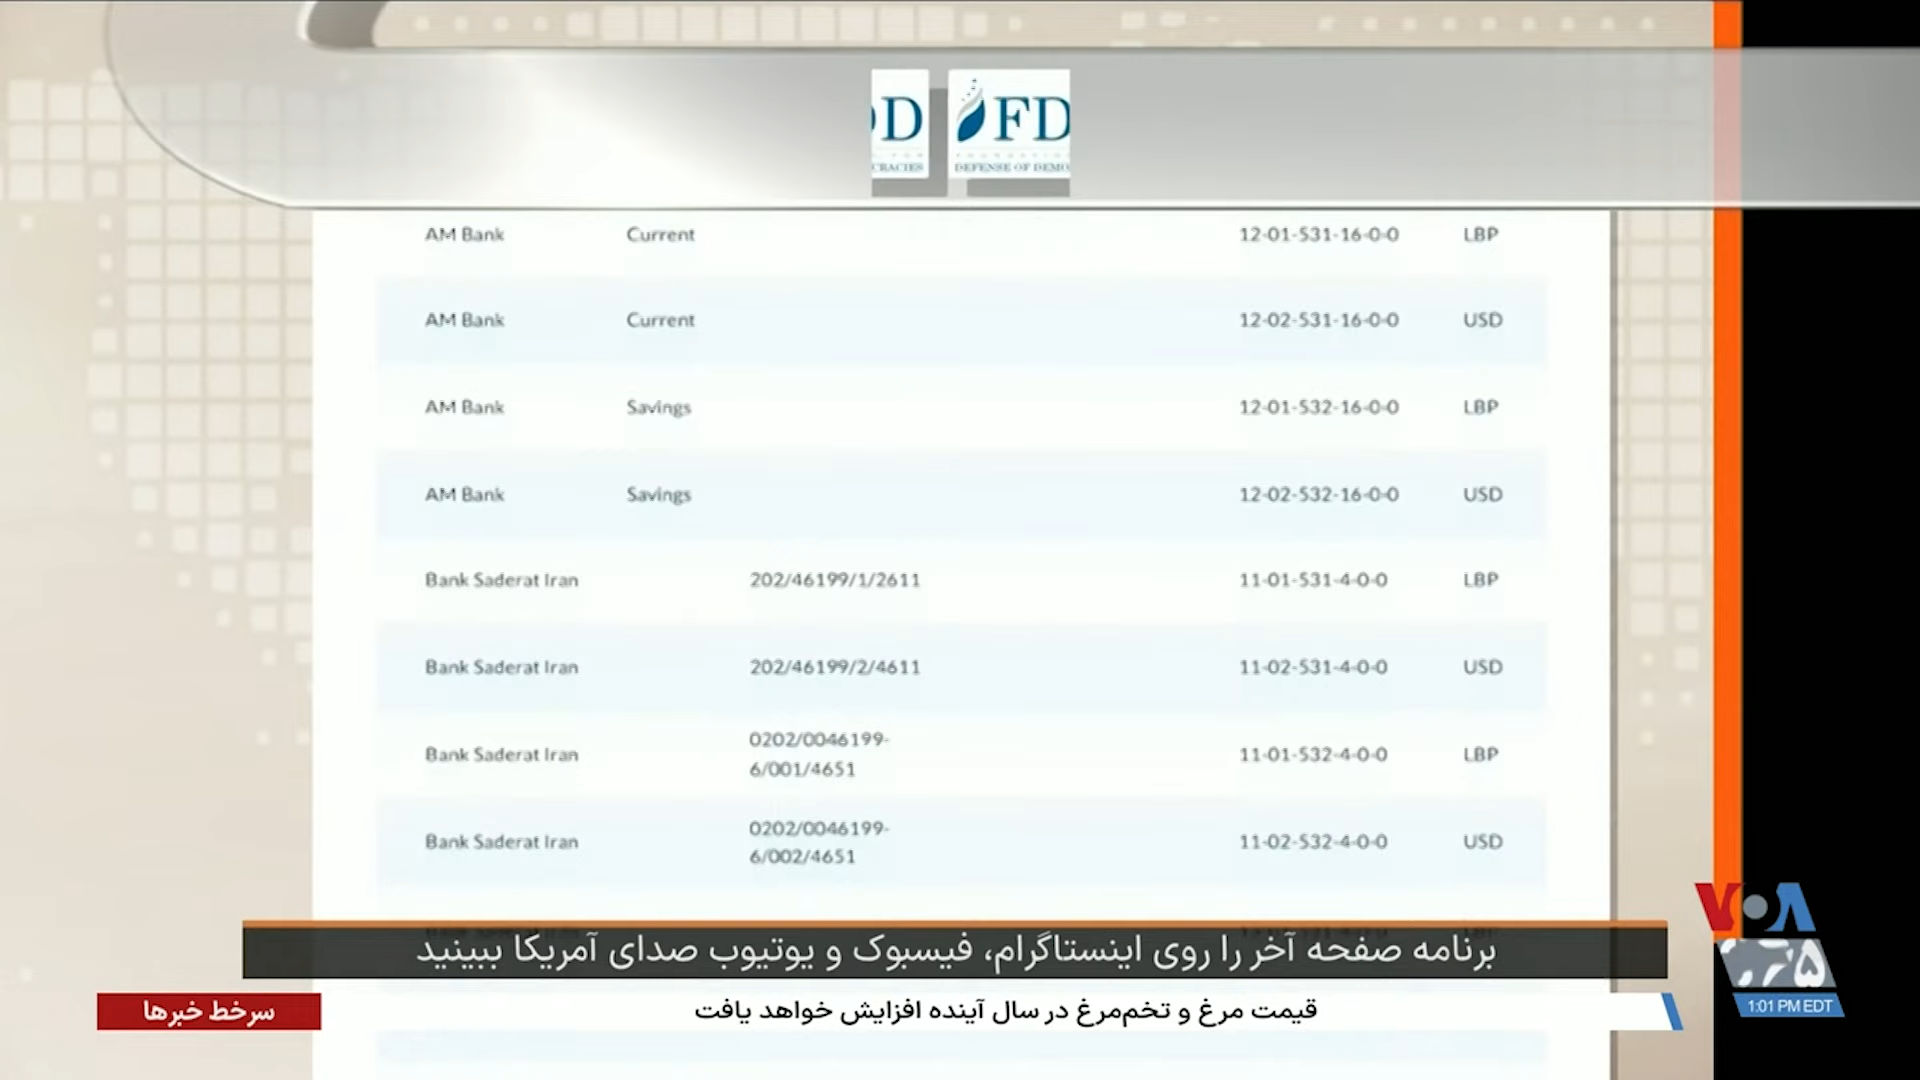 D FD
CRACIES DEFENSE OF DEMO
AM Bank Current 12-01-531-16-0-0 LBP
AM Bank Current 12-02-531-16-0-0 USD
AM Bank Savings 12-01-532-16-0-0 LBP
AM Bank Savings 12-02-532-16-0-0 USD
Bank Saderat Iran 202/46199/1/2611 11-01-531-4-0-0 LBP
Bank Saderat Iran 202/46199/2/4611 11-02-531-4-0-0 USD
Bank Saderat Iran 0202/0046199-
6/001/4651 11-01-532-4-0-0 LBP
Bank Saderat Iran 0202/0046199-
6/002/4651 11-02-532-4-0-0 USD
VOA
برنامه صفحه آخر را روی اینستاگرام، فیسبوک و یوتیوب صدای آمریکا ببینید
1:01 PM EDT
سرخط خبرها
قیمت مرغ و تخم‌مرغ در سال آینده افزایش خواهد یافت